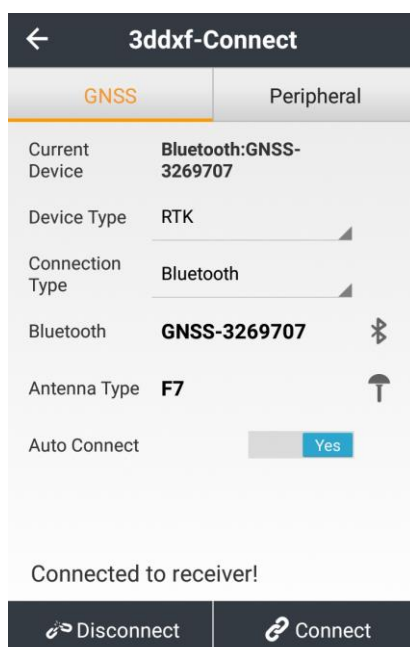 3ddxf-Connect
GNSS
Peripheral
Current
Device
Bluetooth:GNSS-
3269707
Device Type
RTK
Connection
Type
Bluetooth
Bluetooth
GNSS-3269707
Antenna Type
F7
Auto Connect
Yes
Connected to receiver!
Disconnect
Connect